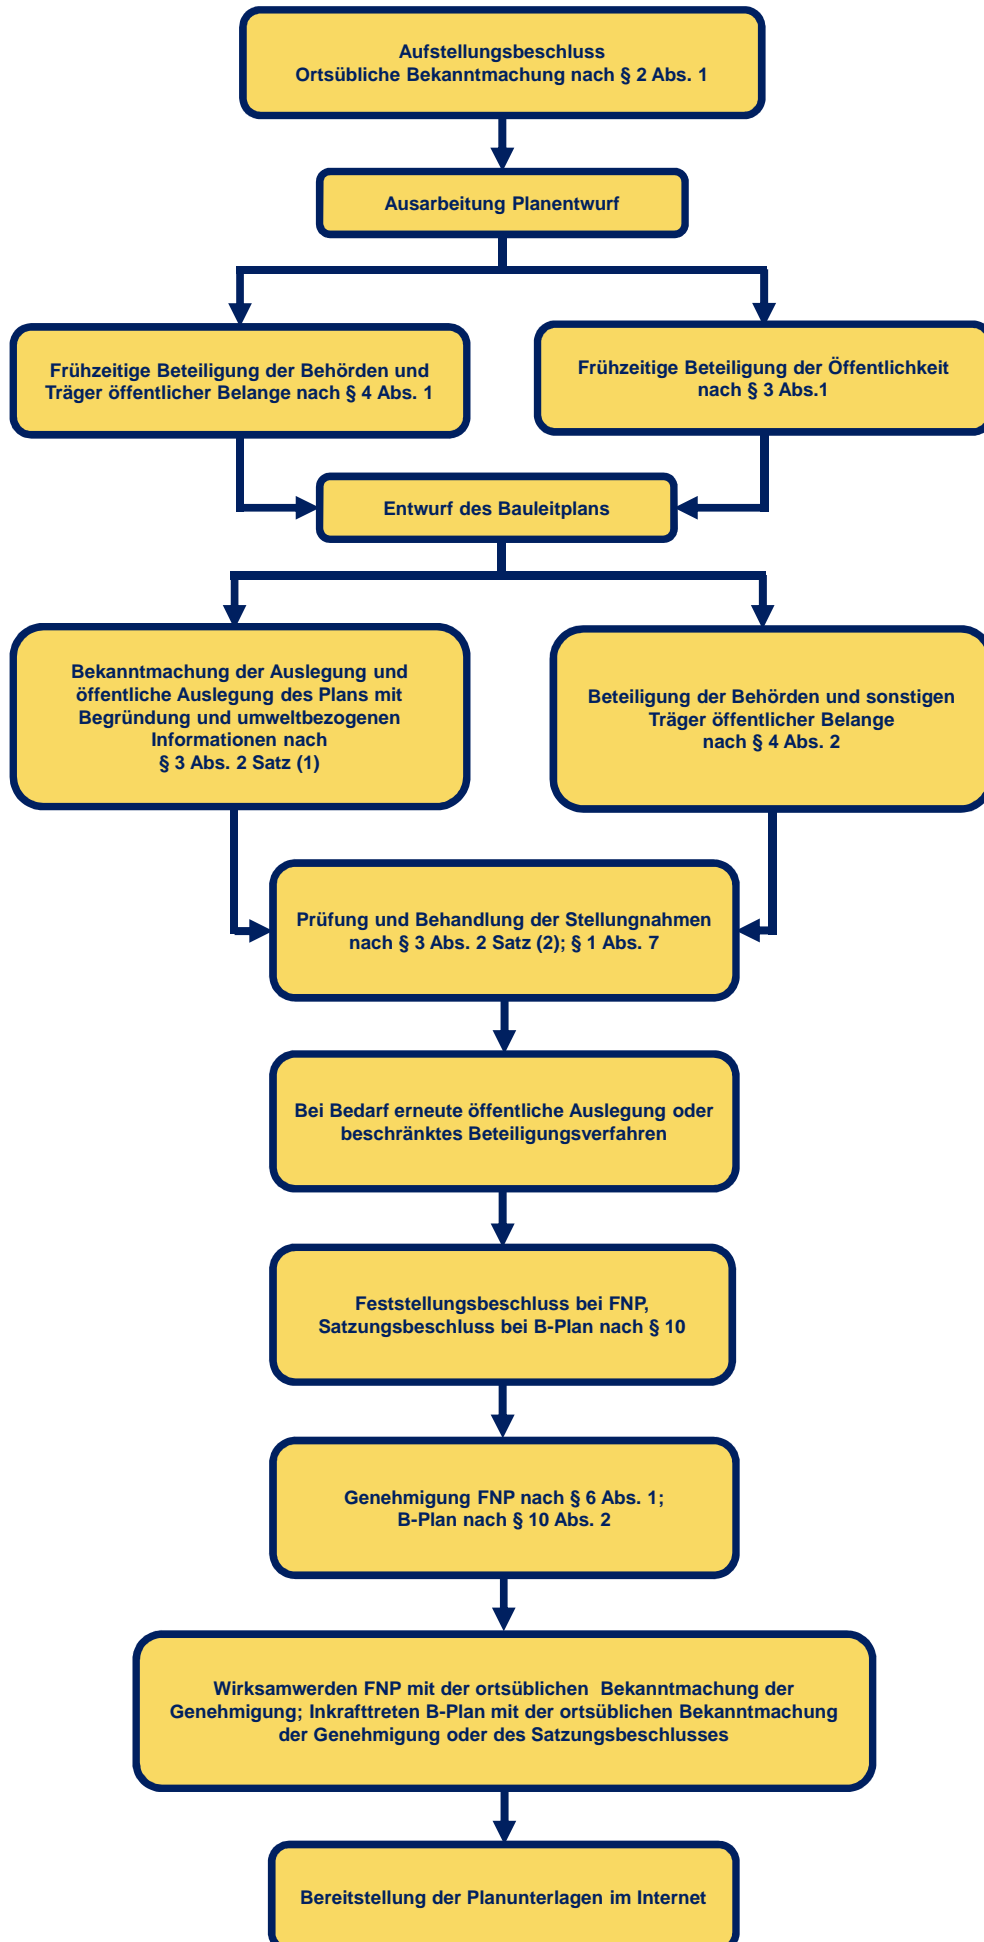 Aufstellungsbeschluss
Ortsübliche Bekanntmachung nach § 2 Abs. 1
Ausarbeitung Planentwurf
Frühzeitige Beteiligung der Behörden und
Träger öffentlicher Belange nach § 4 Abs. 1
Frühzeitige Beteiligung der Öffentlichkeit
nach § 3 Abs.1
Entwurf des Bauleitplans
Bekanntmachung der Auslegung und
öffentliche Auslegung des Plans mit
Begründung und umweltbezogenen
Informationen nach
§ 3 Abs. 2 Satz (1)
Beteiligung der Behörden und sonstigen
Träger öffentlicher Belange
nach § 4 Abs. 2
Prüfung und Behandlung der Stellungnahmen
nach § 3 Abs. 2 Satz (2); § 1 Abs. 7
Bei Bedarf erneute öffentliche Auslegung oder
beschränktes Beteiligungsverfahren
Feststellungsbeschluss bei FNP,
Satzungsbeschluss bei B-Plan nach § 10
Genehmigung FNP nach § 6 Abs. 1;
B-Plan nach § 10 Abs. 2
Wirksamwerden FNP mit der ortsüblichen  Bekanntmachung der
Genehmigung; Inkrafttreten B-Plan mit der ortsüblichen Bekanntmachung
der Genehmigung oder des Satzungsbeschlusses
Bereitstellung der Planunterlagen im Internet